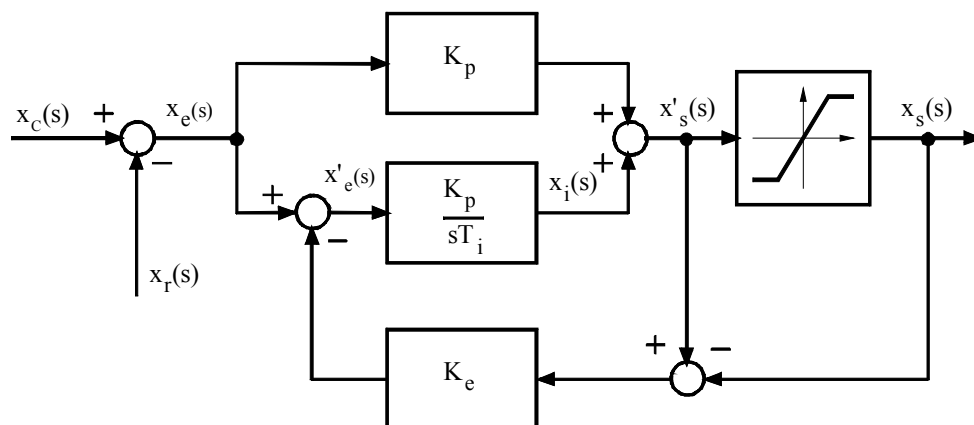 K_p
x_c(s)
+
x_e(s)
−
+
+
x'_s(s)
x_s(s)
x'_e(s)
+
−
K_p
sT_i
x_i(s)
x_r(s)
+
−
K_e